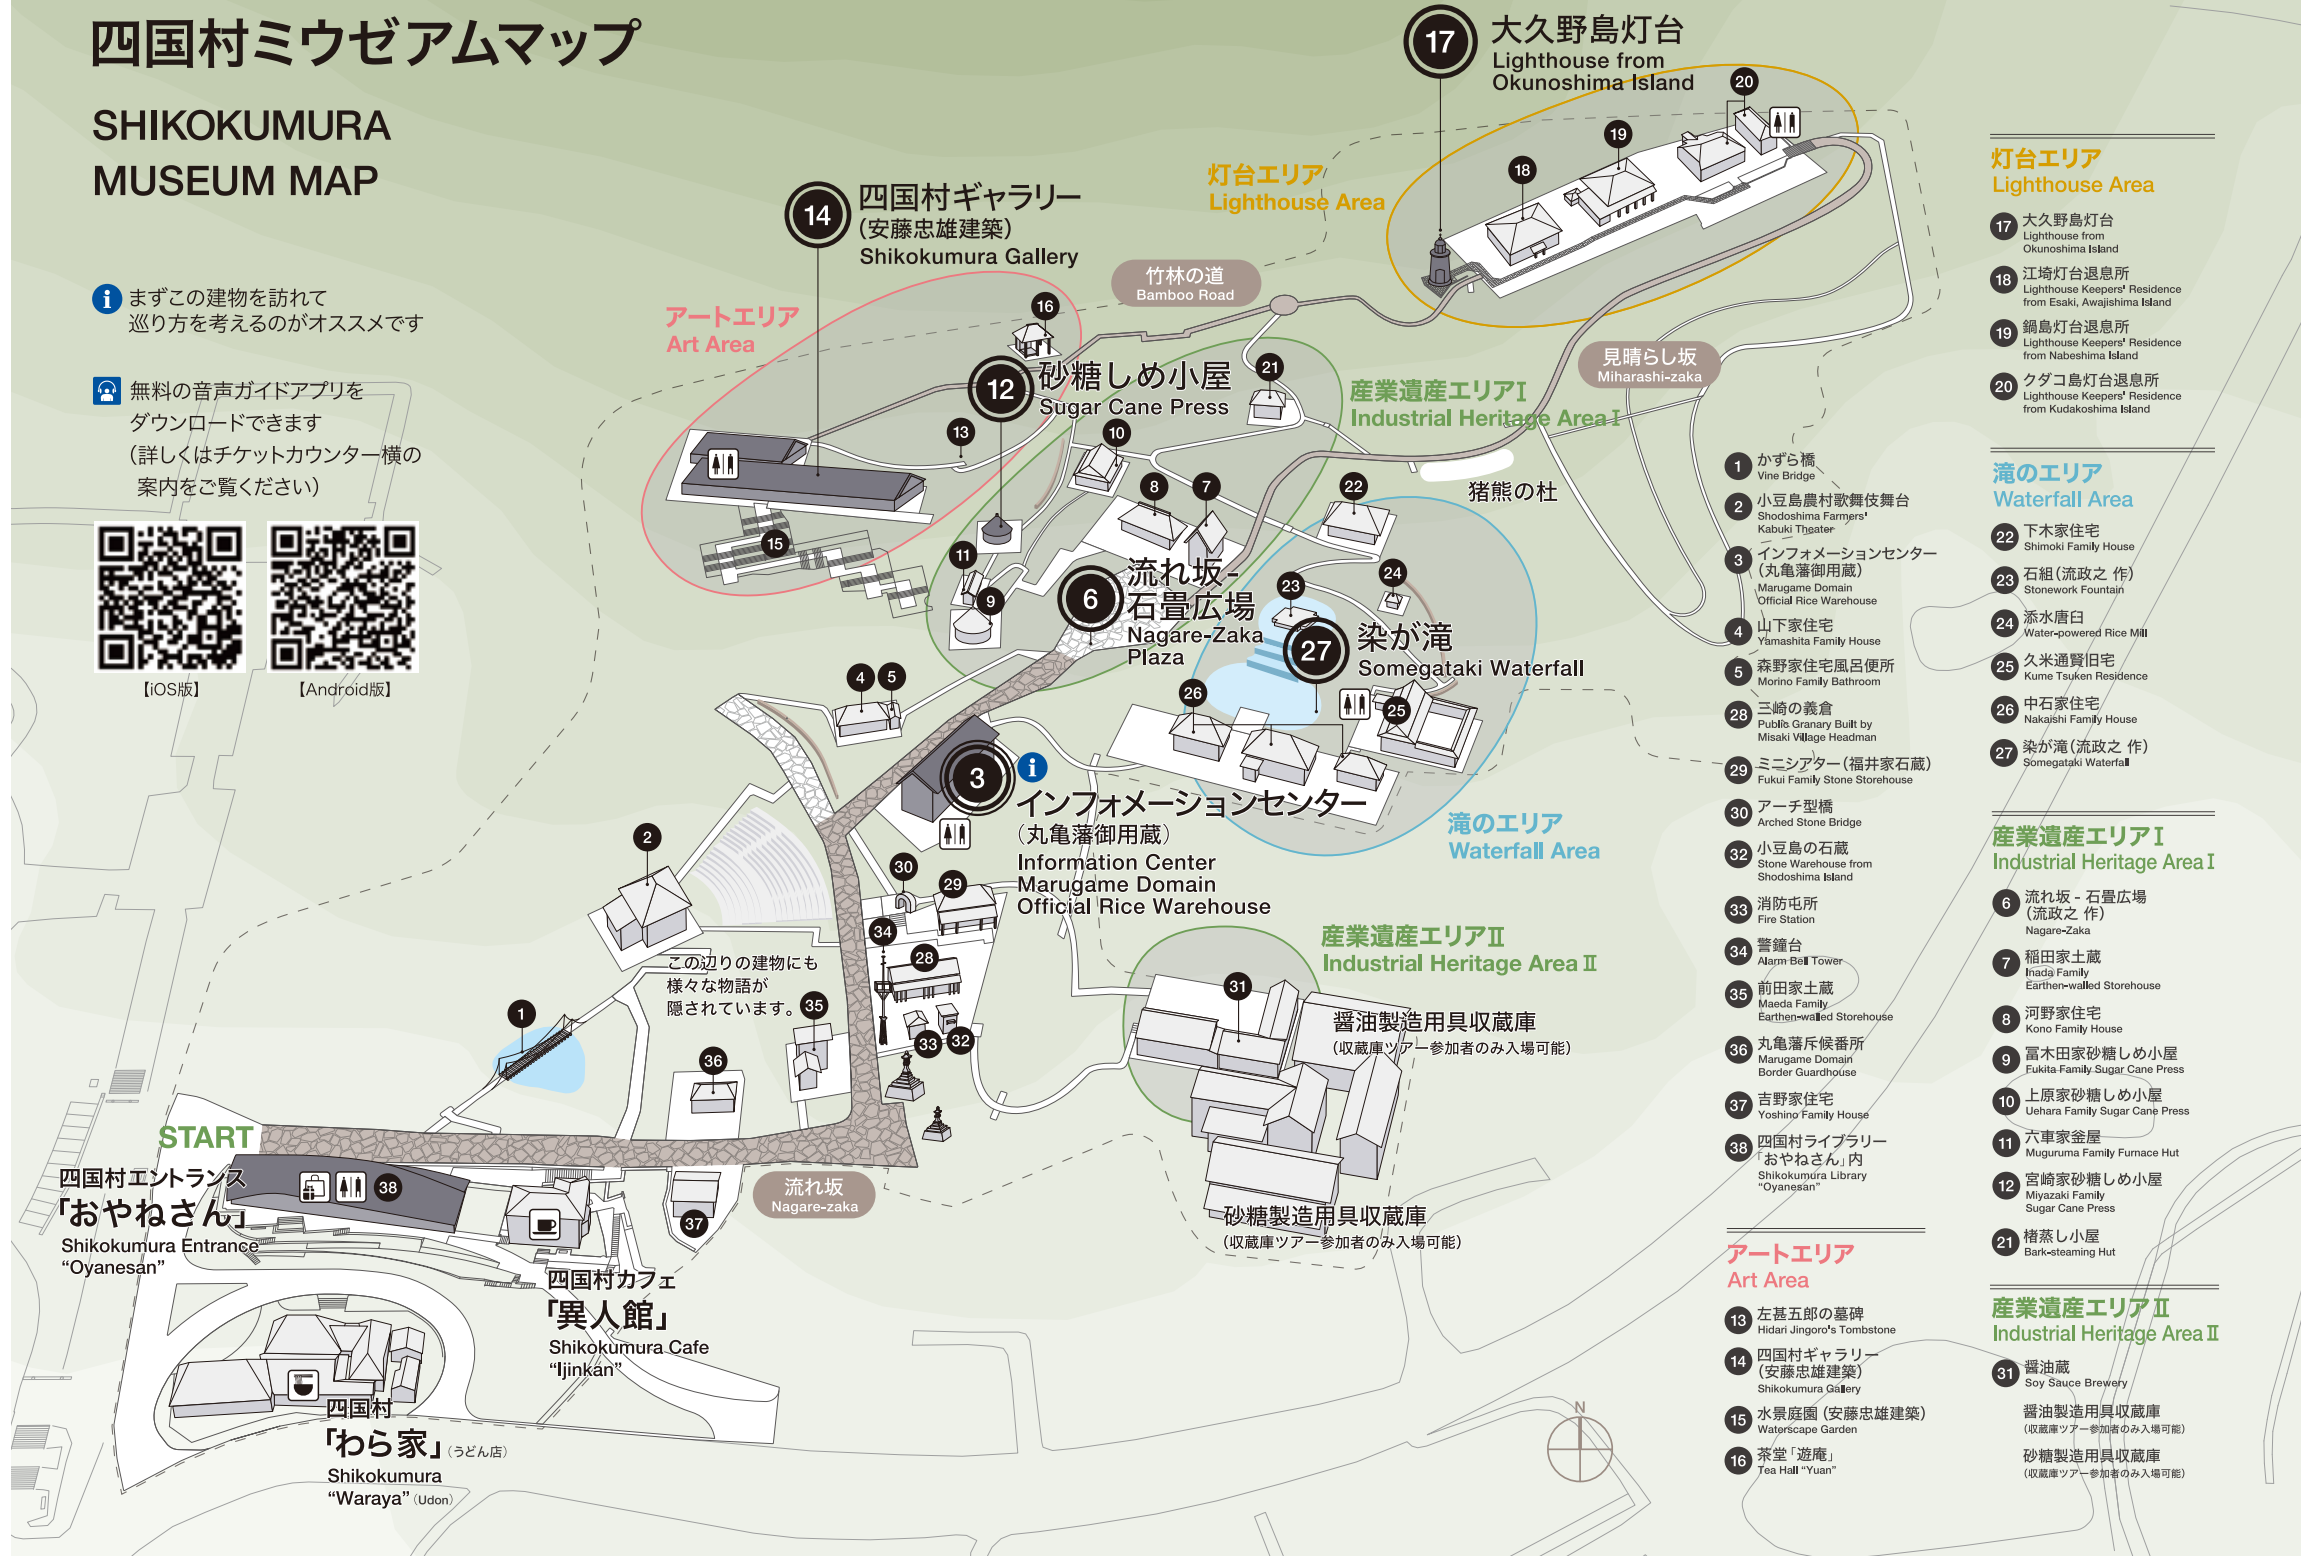 四国村ミウゼアムマップ
SHIKOKUMURA
MUSEUM MAP
i まずこの建物を訪れて
巡り方を考えるのがオススメです
無料の音声ガイドアプリを
ダウンロードできます
(詳しくはチケットカウンター横の
案内をご覧ください)
【iOS版】
【Android版】
17 大久野島灯台
Lighthouse from
Okunoshima Island
灯台エリア
Lighthouse Area
18
19
20
14 四国村ギャラリー
(安藤忠雄建築)
Shikokumura Gallery
竹林の道
Bamboo Road
アートエリア
Art Area
16
12 砂糖しめ小屋
Sugar Cane Press
13
15
21
産業遺産エリアⅠ
Industrial Heritage Area Ⅰ
見晴らし坂
Miharashi-zaka
猪熊の杜
10
8
7
22
11
9
6 流れ坂-
石畳広場
Nagare-Zaka
Plaza
23
24
27 染が滝
Somegataki Waterfall
26
25
4
5
滝のエリア
Waterfall Area
3 i
インフォメーションセンター
(丸亀藩御用蔵)
Information Center
Marugame Domain
Official Rice Warehouse
2
30
29
34
28
この辺りの建物にも
様々な物語が
隠されています。
35
33
32
36
1
産業遺産エリアⅡ
Industrial Heritage Area Ⅱ
31
醤油製造用具収蔵庫
(収蔵庫ツアー参加者のみ入場可能)
砂糖製造用具収蔵庫
(収蔵庫ツアー参加者のみ入場可能)
START
四国村エントランス
「おやねさん」
Shikokumura Entrance
“Oyanesan”
38
37
流れ坂
Nagare-zaka
四国村カフェ
「異人館」
Shikokumura Cafe
“Ijinkan”
四国村
「わら家」(うどん店)
Shikokumura
“Waraya” (Udon)
N
1 かずら橋
Vine Bridge
2 小豆島農村歌舞伎舞台
Shodoshima Farmers'
Kabuki Theater
3 インフォメーションセンター
(丸亀藩御用蔵)
Marugame Domain
Official Rice Warehouse
4 山下家住宅
Yamashita Family House
5 森野家住宅風呂便所
Morino Family Bathroom
28 三崎の義倉
Public Granary Built by
Misaki Village Headman
29 ミニシアター(福井家石蔵)
Fukui Family Stone Storehouse
30 アーチ型橋
Arched Stone Bridge
32 小豆島の石蔵
Stone Warehouse from
Shodoshima Island
33 消防屯所
Fire Station
34 警鐘台
Alarm Bell Tower
35 前田家土蔵
Maeda Family
Earthen-walled Storehouse
36 丸亀藩斥候番所
Marugame Domain
Border Guardhouse
37 吉野家住宅
Yoshino Family House
38 四国村ライブラリー
「おやねさん」内
Shikokumura Library
“Oyanesan”
アートエリア
Art Area
13 左甚五郎の墓碑
Hidari Jingoro's Tombstone
14 四国村ギャラリー
(安藤忠雄建築)
Shikokumura Gallery
15 水景庭園 (安藤忠雄建築)
Waterscape Garden
16 茶堂「遊庵」
Tea Hall “Yuan”
灯台エリア
Lighthouse Area
17 大久野島灯台
Lighthouse from
Okunoshima Island
18 江埼灯台退息所
Lighthouse Keepers' Residence
from Esaki, Awajishima Island
19 鍋島灯台退息所
Lighthouse Keepers' Residence
from Nabeshima Island
20 クダコ島灯台退息所
Lighthouse Keepers' Residence
from Kudakoshima Island
滝のエリア
Waterfall Area
22 下木家住宅
Shimoki Family House
23 石組(流政之 作)
Stonework Fountain
24 添水唐臼
Water-powered Rice Mill
25 久米通賢旧宅
Kume Tsuken Residence
26 中石家住宅
Nakaishi Family House
27 染が滝(流政之 作)
Somegataki Waterfall
産業遺産エリアⅠ
Industrial Heritage Area Ⅰ
6 流れ坂 - 石畳広場
(流政之 作)
Nagare-Zaka
7 稲田家土蔵
Inada Family
Earthen-walled Storehouse
8 河野家住宅
Kono Family House
9 冨木田家砂糖しめ小屋
Fukita Family Sugar Cane Press
10 上原家砂糖しめ小屋
Uehara Family Sugar Cane Press
11 六車家釜屋
Muguruma Family Furnace Hut
12 宮崎家砂糖しめ小屋
Miyazaki Family
Sugar Cane Press
21 楮蒸し小屋
Bark-steaming Hut
産業遺産エリアⅡ
Industrial Heritage Area Ⅱ
31 醤油蔵
Soy Sauce Brewery
醤油製造用具収蔵庫
(収蔵庫ツアー参加者のみ入場可能)
砂糖製造用具収蔵庫
(収蔵庫ツアー参加者のみ入場可能)